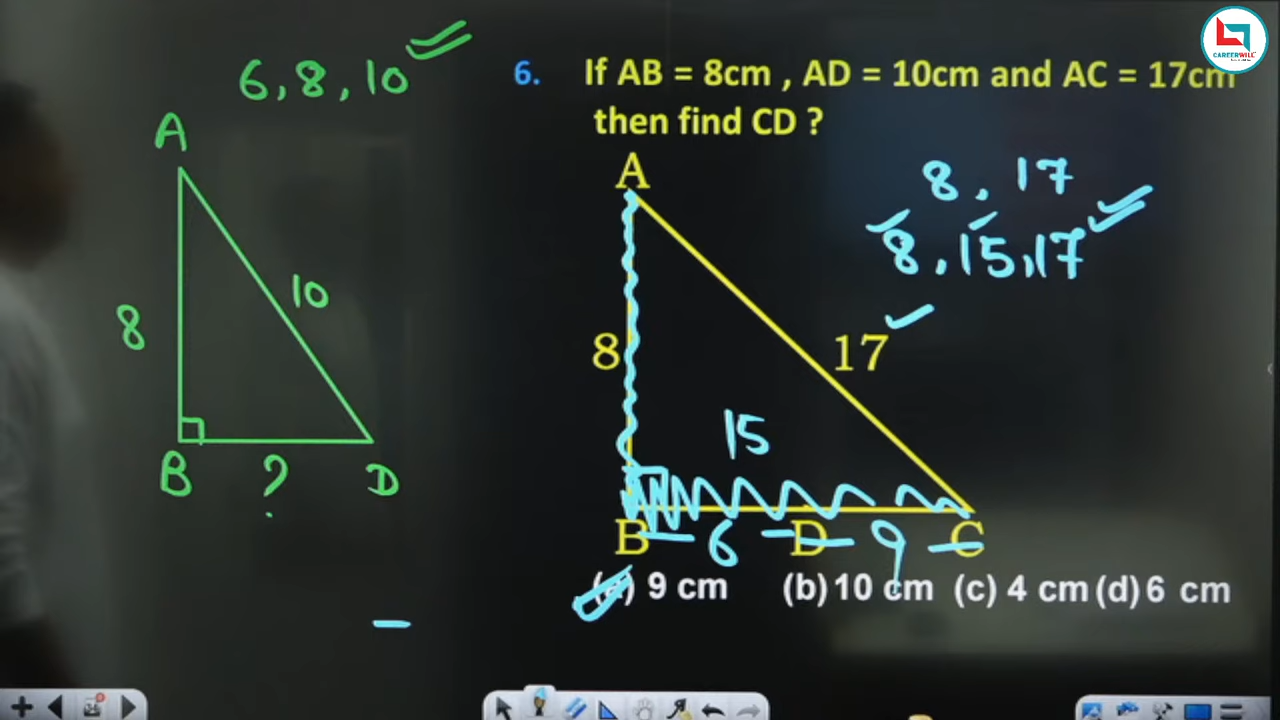 6, 8, 10
A
8
10
B
?
D
CAREERWILL
6. If AB = 8cm , AD = 10cm and AC = 17cm
then find CD ?
A
8, 17
8, 15, 17
8
17
15
B
6
D
9
C
(a) 9 cm (b) 10 cm (c) 4 cm (d) 6 cm